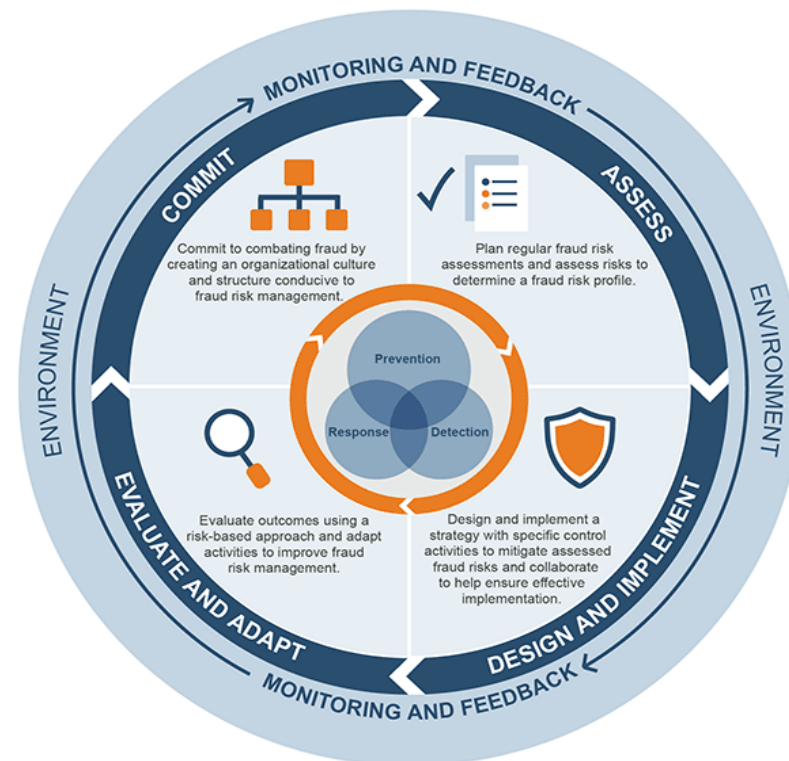 MONITORING AND FEEDBACK
COMMIT
ASSESS
Commit to combating fraud by
creating an organizational culture
and structure conducive to
fraud risk management.
Plan regular fraud risk
assessments and assess risks to
determine a fraud risk profile.
ENVIRONMENT
ENVIRONMENT
Prevention
Response
Detection
Evaluate outcomes using a
risk-based approach and adapt
activities to improve fraud
risk management.
Design and implement a
strategy with specific control
activities to mitigate assessed
fraud risks and collaborate
to help ensure effective
implementation.
EVALUATE AND ADAPT
DESIGN AND IMPLEMENT
MONITORING AND FEEDBACK